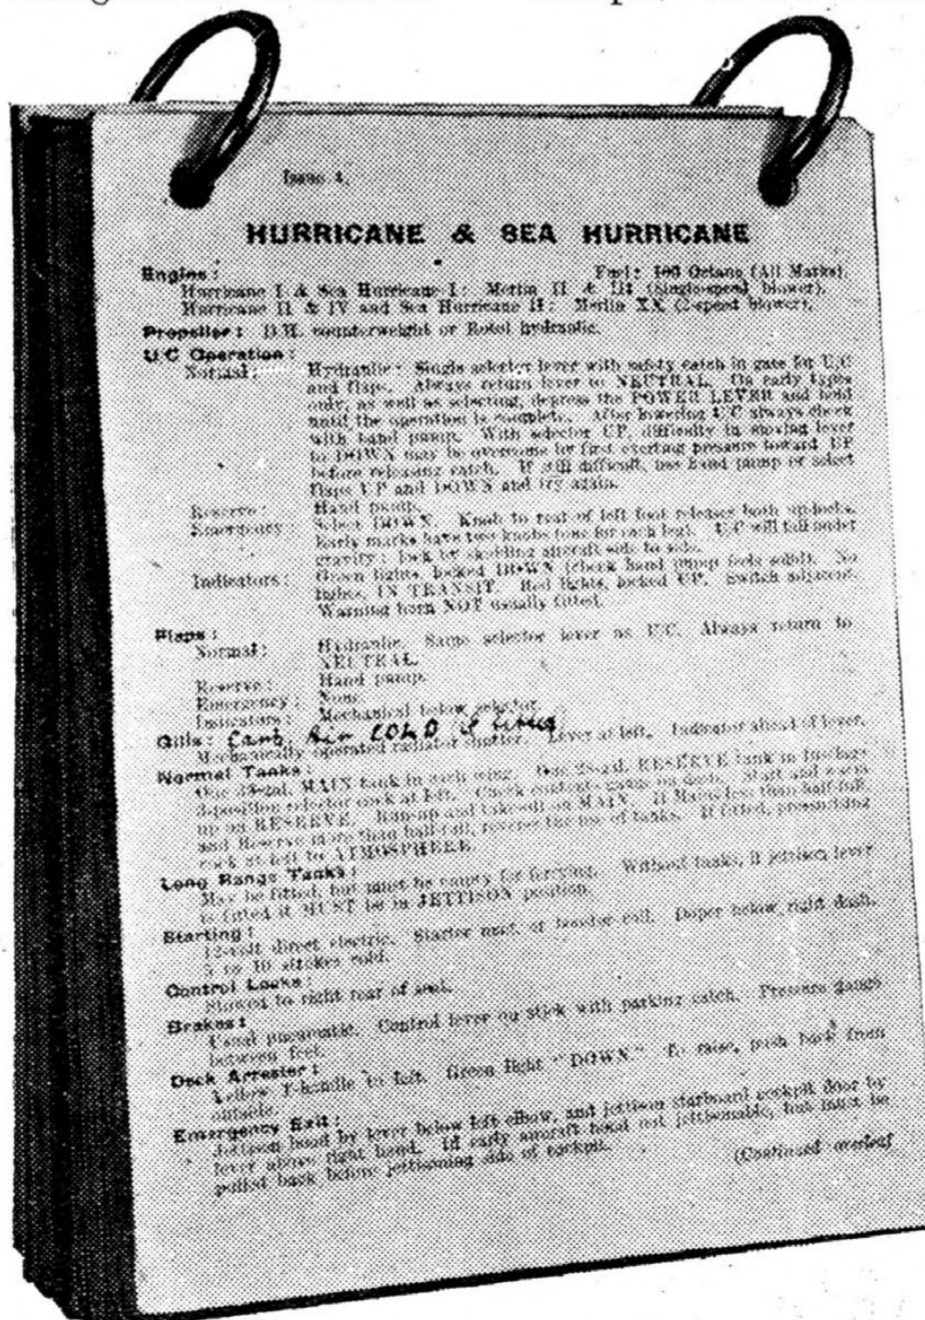 Issue 4.
HURRICANE & SEA HURRICANE
Engines: Fuel: 100 Octane (All Marks).
Hurricane I & Sea Hurricane I: Merlin II & III (Single-speed blower).
Hurricane II & IV and Sea Hurricane II: Merlin XX (2-speed blower).
Propeller: D.H. counterweight or Rotol hydraulic.
U/C Operation:
Normal: Hydraulic: Single selector lever with safety catch in gate for U/C
and flaps. Always return lever to NEUTRAL. On early types
only, as well as selecting, depress the POWER LEVER and hold
until the operation is complete. After lowering U/C always check
with hand pump. With selector UP, difficulty in moving lever
to DOWN may be overcome by first exerting pressure toward UP
before releasing catch. If still difficult, use hand pump or select
flaps UP and DOWN and try again.
Reserve: Hand pump.
Emergency: Select DOWN. Knob to rear of left foot releases both up-locks.
Early marks have two knobs (one for each leg). U/C will fall under
gravity: lock by skidding aircraft side to side.
Indicators: Green lights, locked DOWN (check hand pump feels solid). No
lights, IN TRANSIT. Red lights, locked UP. Switch adjacent.
Warning horn NOT usually fitted.
Flaps:
Normal: Hydraulic. Same selector lever as U/C. Always return to
NEUTRAL.
Reserve: Hand pump.
Emergency: None
Indicators: Mechanical below selector.
Gills: Carb. Air COLD if fitted
Mechanically operated radiator shutter. Lever at left. Indicator ahead of lever.
Normal Tanks:
One 33-gal. MAIN tank in each wing. One 28-gal. RESERVE tank in fuselage
3-position selector cock at left. Check contents gauge on dash. Start and warm
up on RESERVE. Run-up and take-off on MAIN. If Mains less than half-full,
and Reserve more than half-full, reverse the use of tanks. If fitted, pressurising
cock at left to ATMOSPHERE.
Long Range Tanks:
May be fitted, but must be empty for ferrying. Without tanks, if jettison lever
is fitted it MUST be in JETTISON position.
Starting:
12-volt direct electric. Starter and booster coil. Doper below right dash.
5 to 10 strokes cold.
Control Locks:
Stowed to right rear of seat.
Brakes:
Usual pneumatic. Control lever on stick with parking catch. Pressure gauge
between feet.
Deck Arrester:
Yellow T-handle to left. Green light "DOWN." To raise, push back from
outside.
Emergency Exit:
Jettison hood by lever below left elbow, and jettison starboard cockpit door by
lever above right hand. In early aircraft hood not jettisonable, but must be
pulled back before jettisoning side of cockpit.
(Continued overleaf